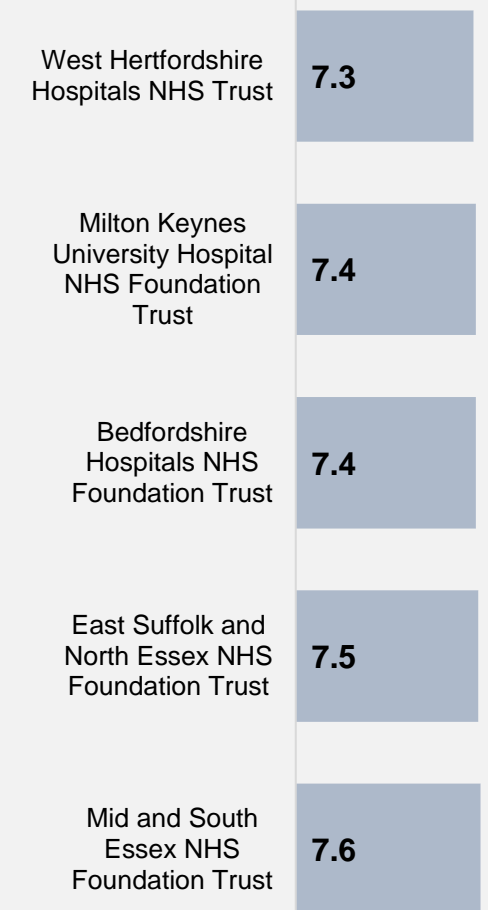 West Hertfordshire
Hospitals NHS Trust
7.3
Milton Keynes
University Hospital
NHS Foundation
Trust
7.4
Bedfordshire
Hospitals NHS
Foundation Trust
7.4
East Suffolk and
North Essex NHS
Foundation Trust
7.5
Mid and South
Essex NHS
Foundation Trust
7.6